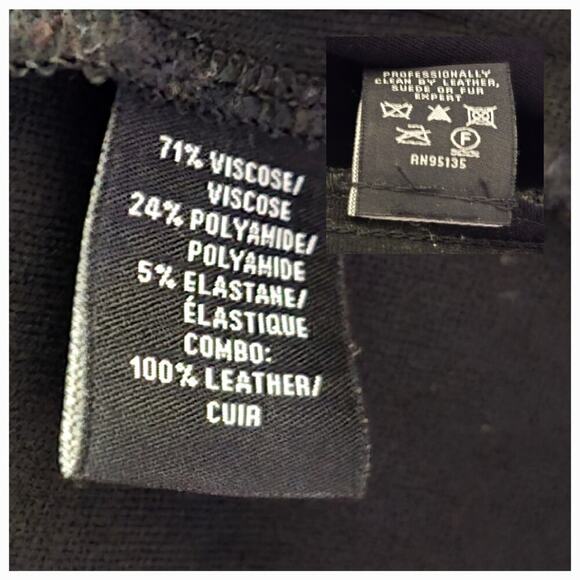 71% VISCOSE/
VISCOSE
24% POLYAMIDE/
POLYAMIDE
5% ELASTANE/
ÉLASTIQUE
COMBO:
100% LEATHER/
CUIR
PROFESSIONALLY
CLEAN BY LEATHER,
SUEDE OR FUR
EXPERT
F
RN95135